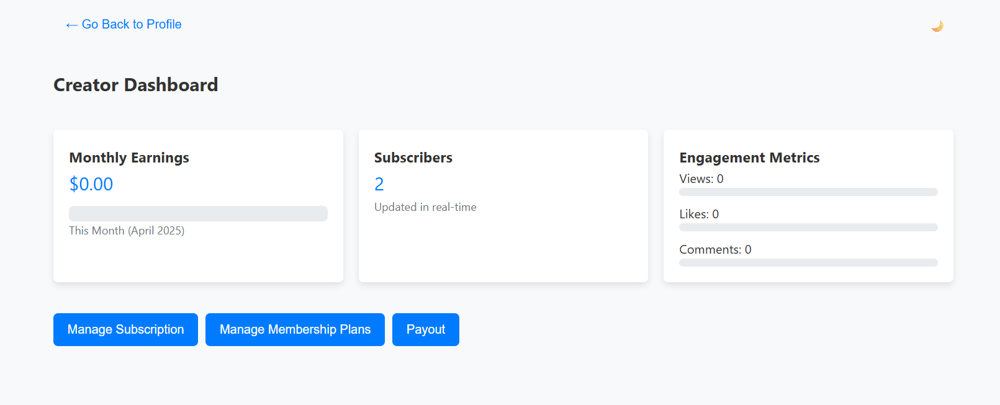 ← Go Back to Profile
🌙
Creator Dashboard
Monthly Earnings
$0.00
This Month (April 2025)
Subscribers
2
Updated in real-time
Engagement Metrics
Views: 0
Likes: 0
Comments: 0
Manage Subscription
Manage Membership Plans
Payout